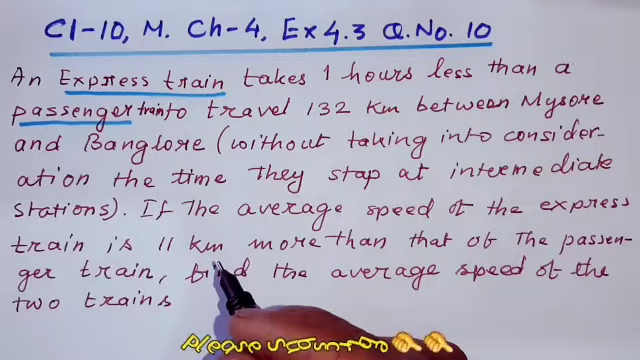 Cl-10, M. Ch-4, Ex 4.3 Q.No. 10
An Express train takes 1 hours less than a
passenger train to travel 132 km between Mysore
and Banglore (without taking into consider-
ation the time they stop at intermediate
stations). If the average speed of the express
train is 11 km more than that of the passen-
ger train, find the average speed of the
two trains
Please